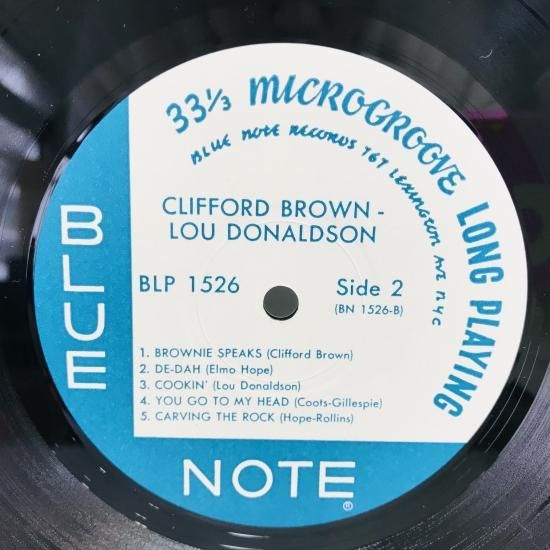 33⅓ MICROGROOVE LONG PLAYING
BLUE NOTE RECORDS 767 LEXINGTON AVE NYC
CLIFFORD BROWN -
LOU DONALDSON
BLP 1526
Side 2
(BN 1526-B)
1. BROWNIE SPEAKS (Clifford Brown)
2. DE-DAH (Elmo Hope)
3. COOKIN' (Lou Donaldson)
4. YOU GO TO MY HEAD (Coots-Gillespie)
5. CARVING THE ROCK (Hope-Rollins)
BLUE
NOTE®